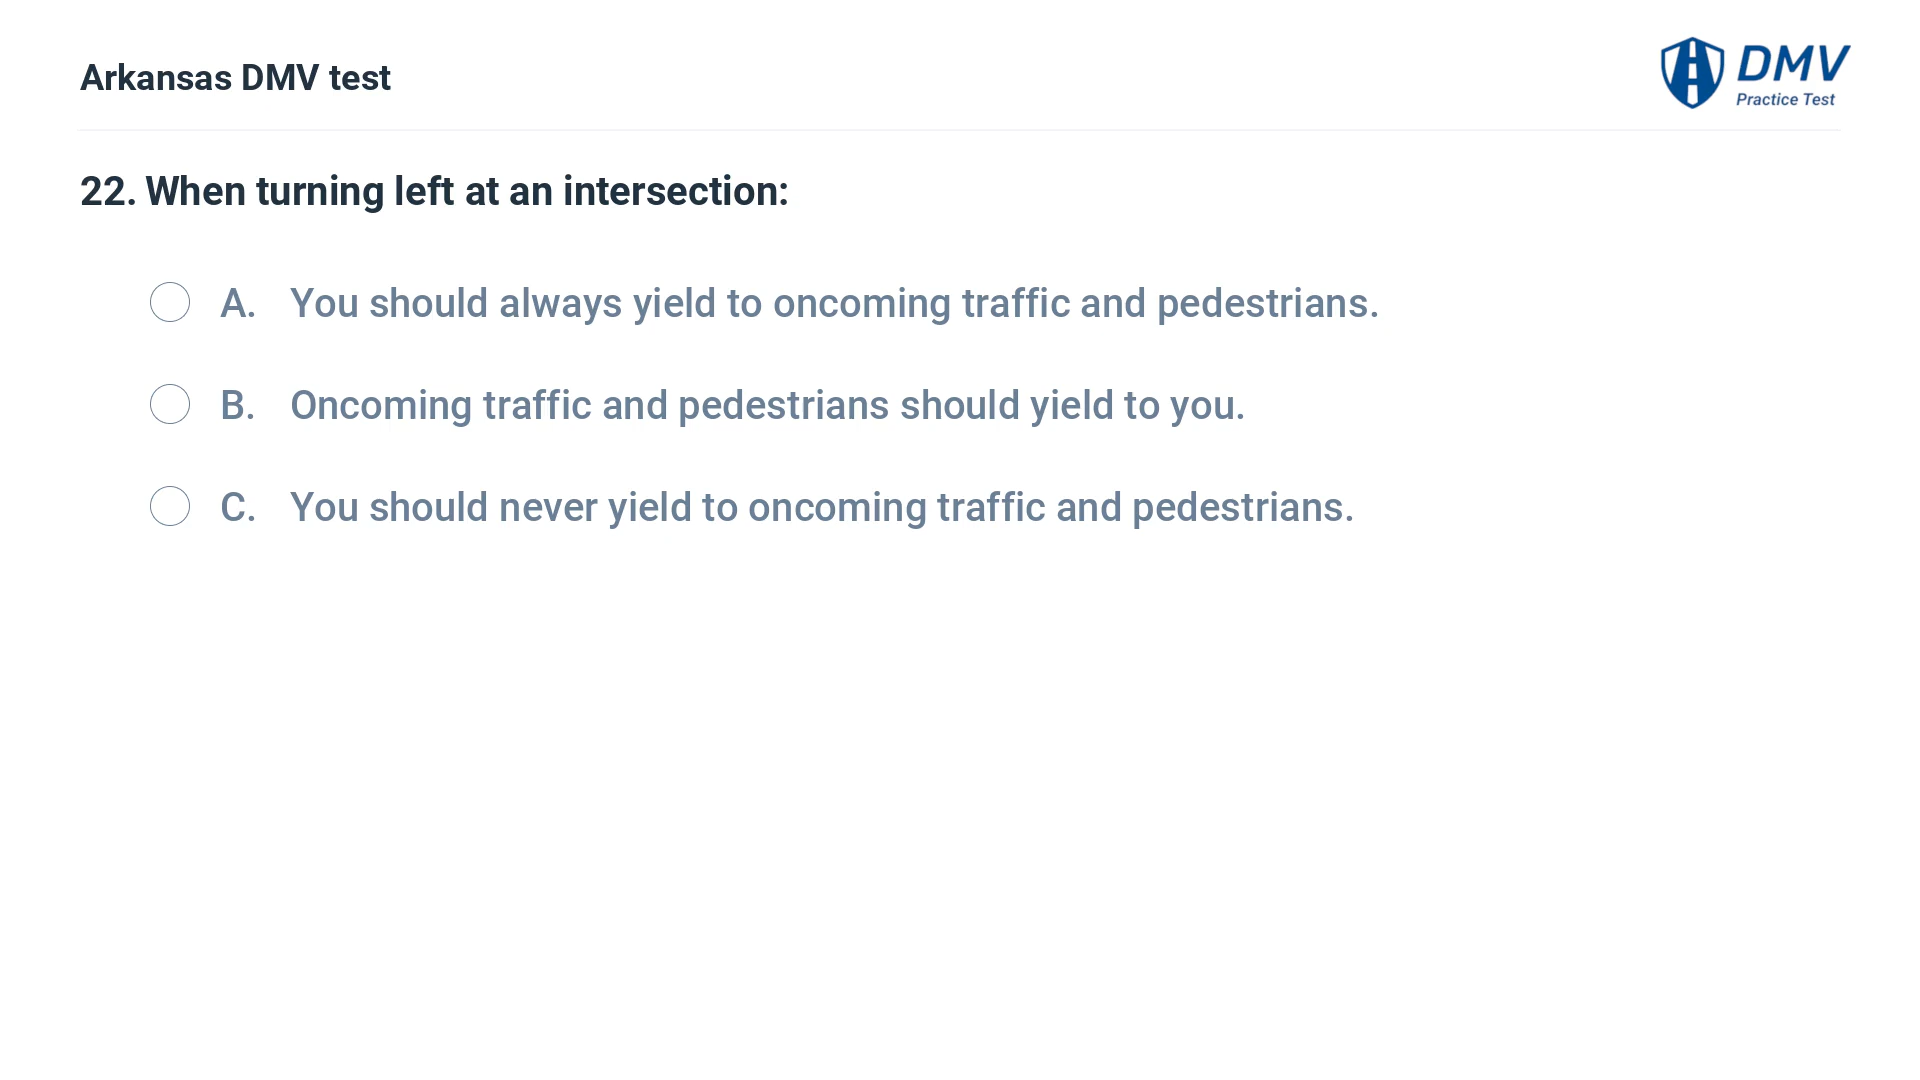 Arkansas DMV test
DMV
Practice Test
22. When turning left at an intersection:
A. You should always yield to oncoming traffic and pedestrians.
B. Oncoming traffic and pedestrians should yield to you.
C. You should never yield to oncoming traffic and pedestrians.